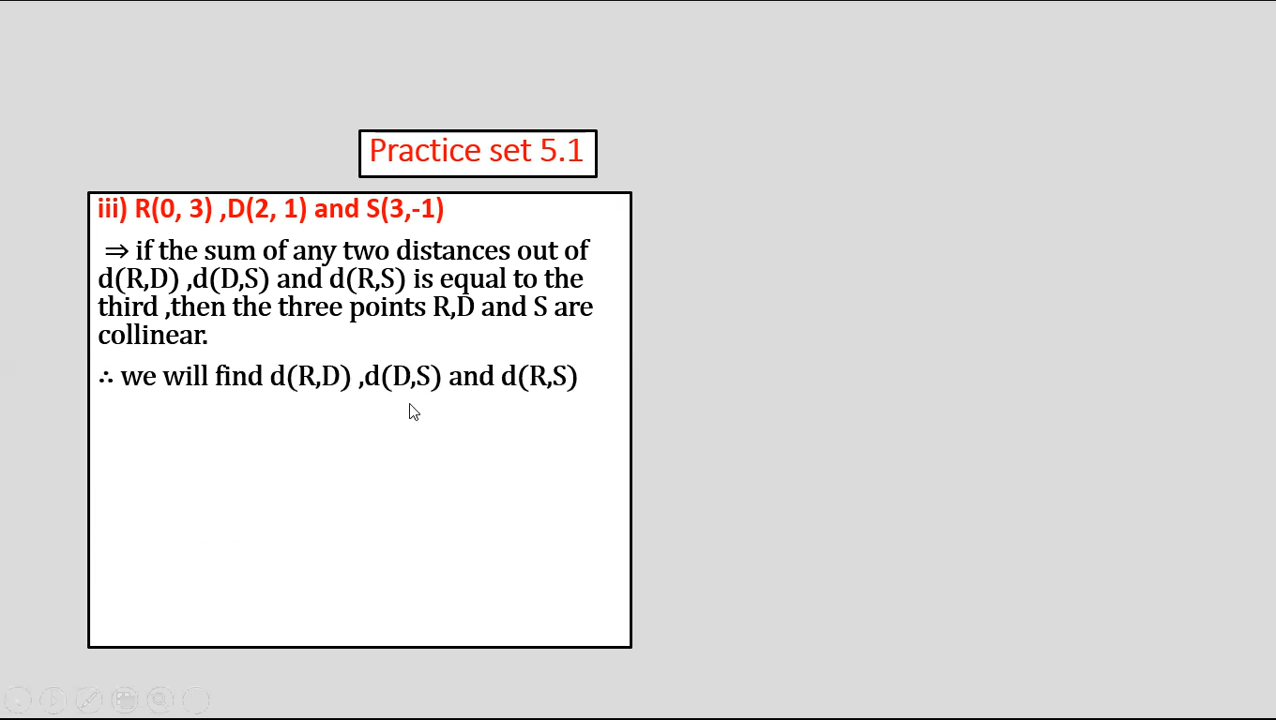 Practice set 5.1
iii) R(0, 3) ,D(2, 1) and S(3,-1)
⇒ if the sum of any two distances out of
d(R,D) ,d(D,S) and d(R,S) is equal to the
third ,then the three points R,D and S are
collinear.
∴ we will find d(R,D) ,d(D,S) and d(R,S)